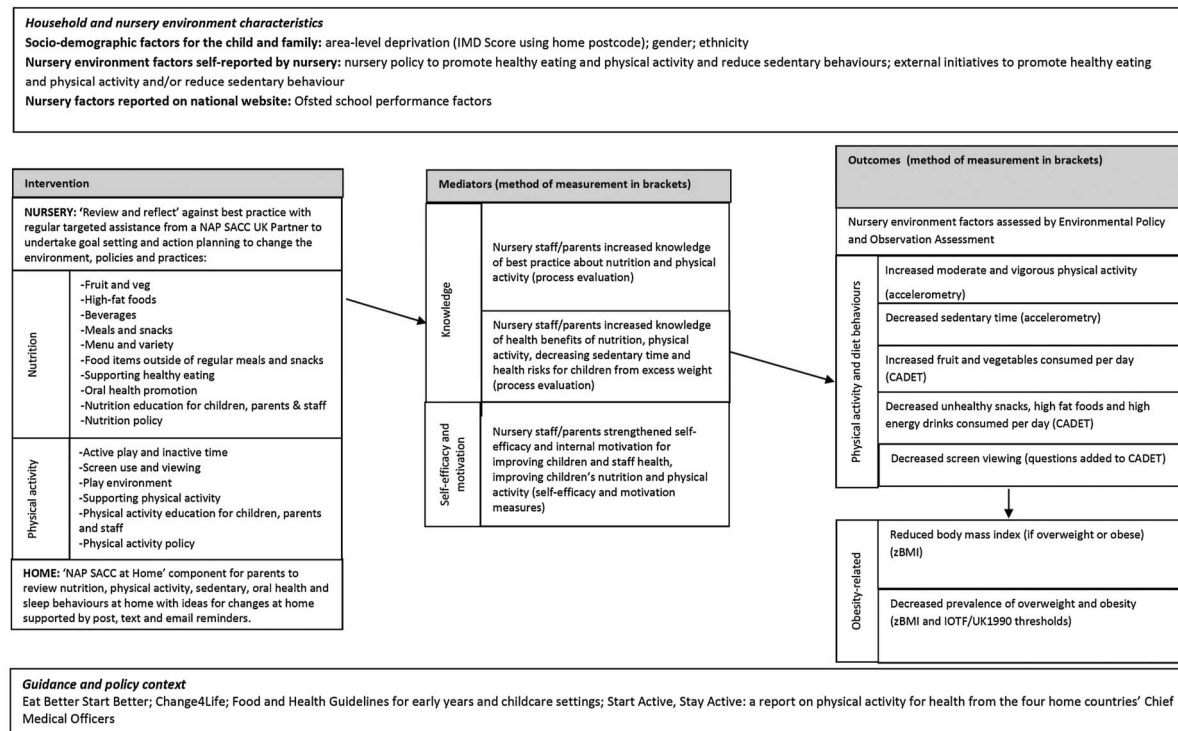 Household and nursery environment characteristics
Socio-demographic factors for the child and family: area-level deprivation (IMD Score using home postcode); gender; ethnicity
Nursery environment factors self-reported by nursery: nursery policy to promote healthy eating and physical activity and reduce sedentary behaviours; external initiatives to promote healthy eating
and physical activity and/or reduce sedentary behaviour
Nursery factors reported on national website: Ofsted school performance factors
Intervention
NURSERY: 'Review and reflect' against best practice with
regular targeted assistance from a NAP SACC UK Partner to
undertake goal setting and action planning to change the
environment, policies and practices:
Nutrition
-Fruit and veg
-High-fat foods
-Beverages
-Meals and snacks
-Menu and variety
-Food items outside of regular meals and snacks
-Supporting healthy eating
-Oral health promotion
-Nutrition education for children, parents & staff
-Nutrition policy
Physical activity
-Active play and inactive time
-Screen use and viewing
-Play environment
-Supporting physical activity
-Physical activity education for children, parents
and staff
-Physical activity policy
HOME: 'NAP SACC at Home' component for parents to
review nutrition, physical activity, sedentary, oral health and
sleep behaviours at home with ideas for changes at home
supported by post, text and email reminders.
Mediators (method of measurement in brackets)
Knowledge
Nursery staff/parents increased knowledge
of best practice about nutrition and physical
activity (process evaluation)
Nursery staff/parents increased knowledge
of health benefits of nutrition, physical
activity, decreasing sedentary time and
health risks for children from excess weight
(process evaluation)
Self-efficacy and
motivation
Nursery staff/parents strengthened self-
efficacy and internal motivation for
improving children and staff health,
improving children's nutrition and physical
activity (self-efficacy and motivation
measures)
Outcomes (method of measurement in brackets)
Nursery environment factors assessed by Environmental Policy
and Observation Assessment
Physical activity and diet behaviours
Increased moderate and vigorous physical activity
(accelerometry)
Decreased sedentary time (accelerometry)
Increased fruit and vegetables consumed per day
(CADET)
Decreased unhealthy snacks, high fat foods and high
energy drinks consumed per day (CADET)
Decreased screen viewing (questions added to CADET)
Obesity-related
Reduced body mass index (if overweight or obese)
(zBMI)
Decreased prevalence of overweight and obesity
(zBMI and IOTF/UK1990 thresholds)
Guidance and policy context
Eat Better Start Better; Change4Life; Food and Health Guidelines for early years and childcare settings; Start Active, Stay Active: a report on physical activity for health from the four home countries' Chief
Medical Officers